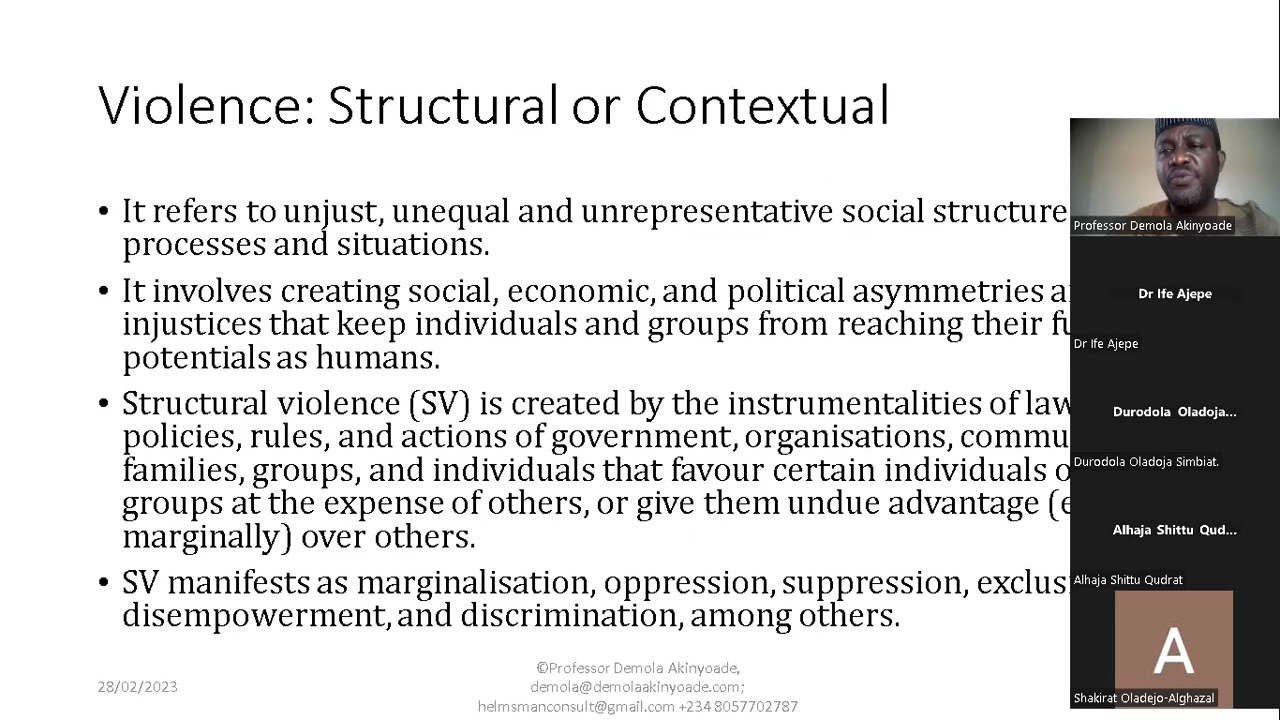 Violence: Structural or Contextual
• It refers to unjust, unequal and unrepresentative social structure
processes and situations.
• It involves creating social, economic, and political asymmetries
injustices that keep individuals and groups from reaching their
potentials as humans.
• Structural violence (SV) is created by the instrumentalities of law
policies, rules, and actions of government, organisations,
families, groups, and individuals that favour certain individuals
groups at the expense of others, or give them undue advantage
marginally) over others.
• SV manifests as marginalisation, oppression, suppression,
disempowerment, and discrimination, among others.
28/02/2023
©Professor Demola Akinyoade,
demola@demolaakinyoade.com;
helmsmanconsult@gmail.com +234 8057702787
Professor Demola Akinyoade
Dr Ife Ajepe
Dr Ife Ajepe
Durodola Oladoja...
Durodola Oladoja Simbiat.
Alhaja Shittu Qud...
Alhaja Shittu Qudrat
A
Shakirat Oladejo-Alghazal